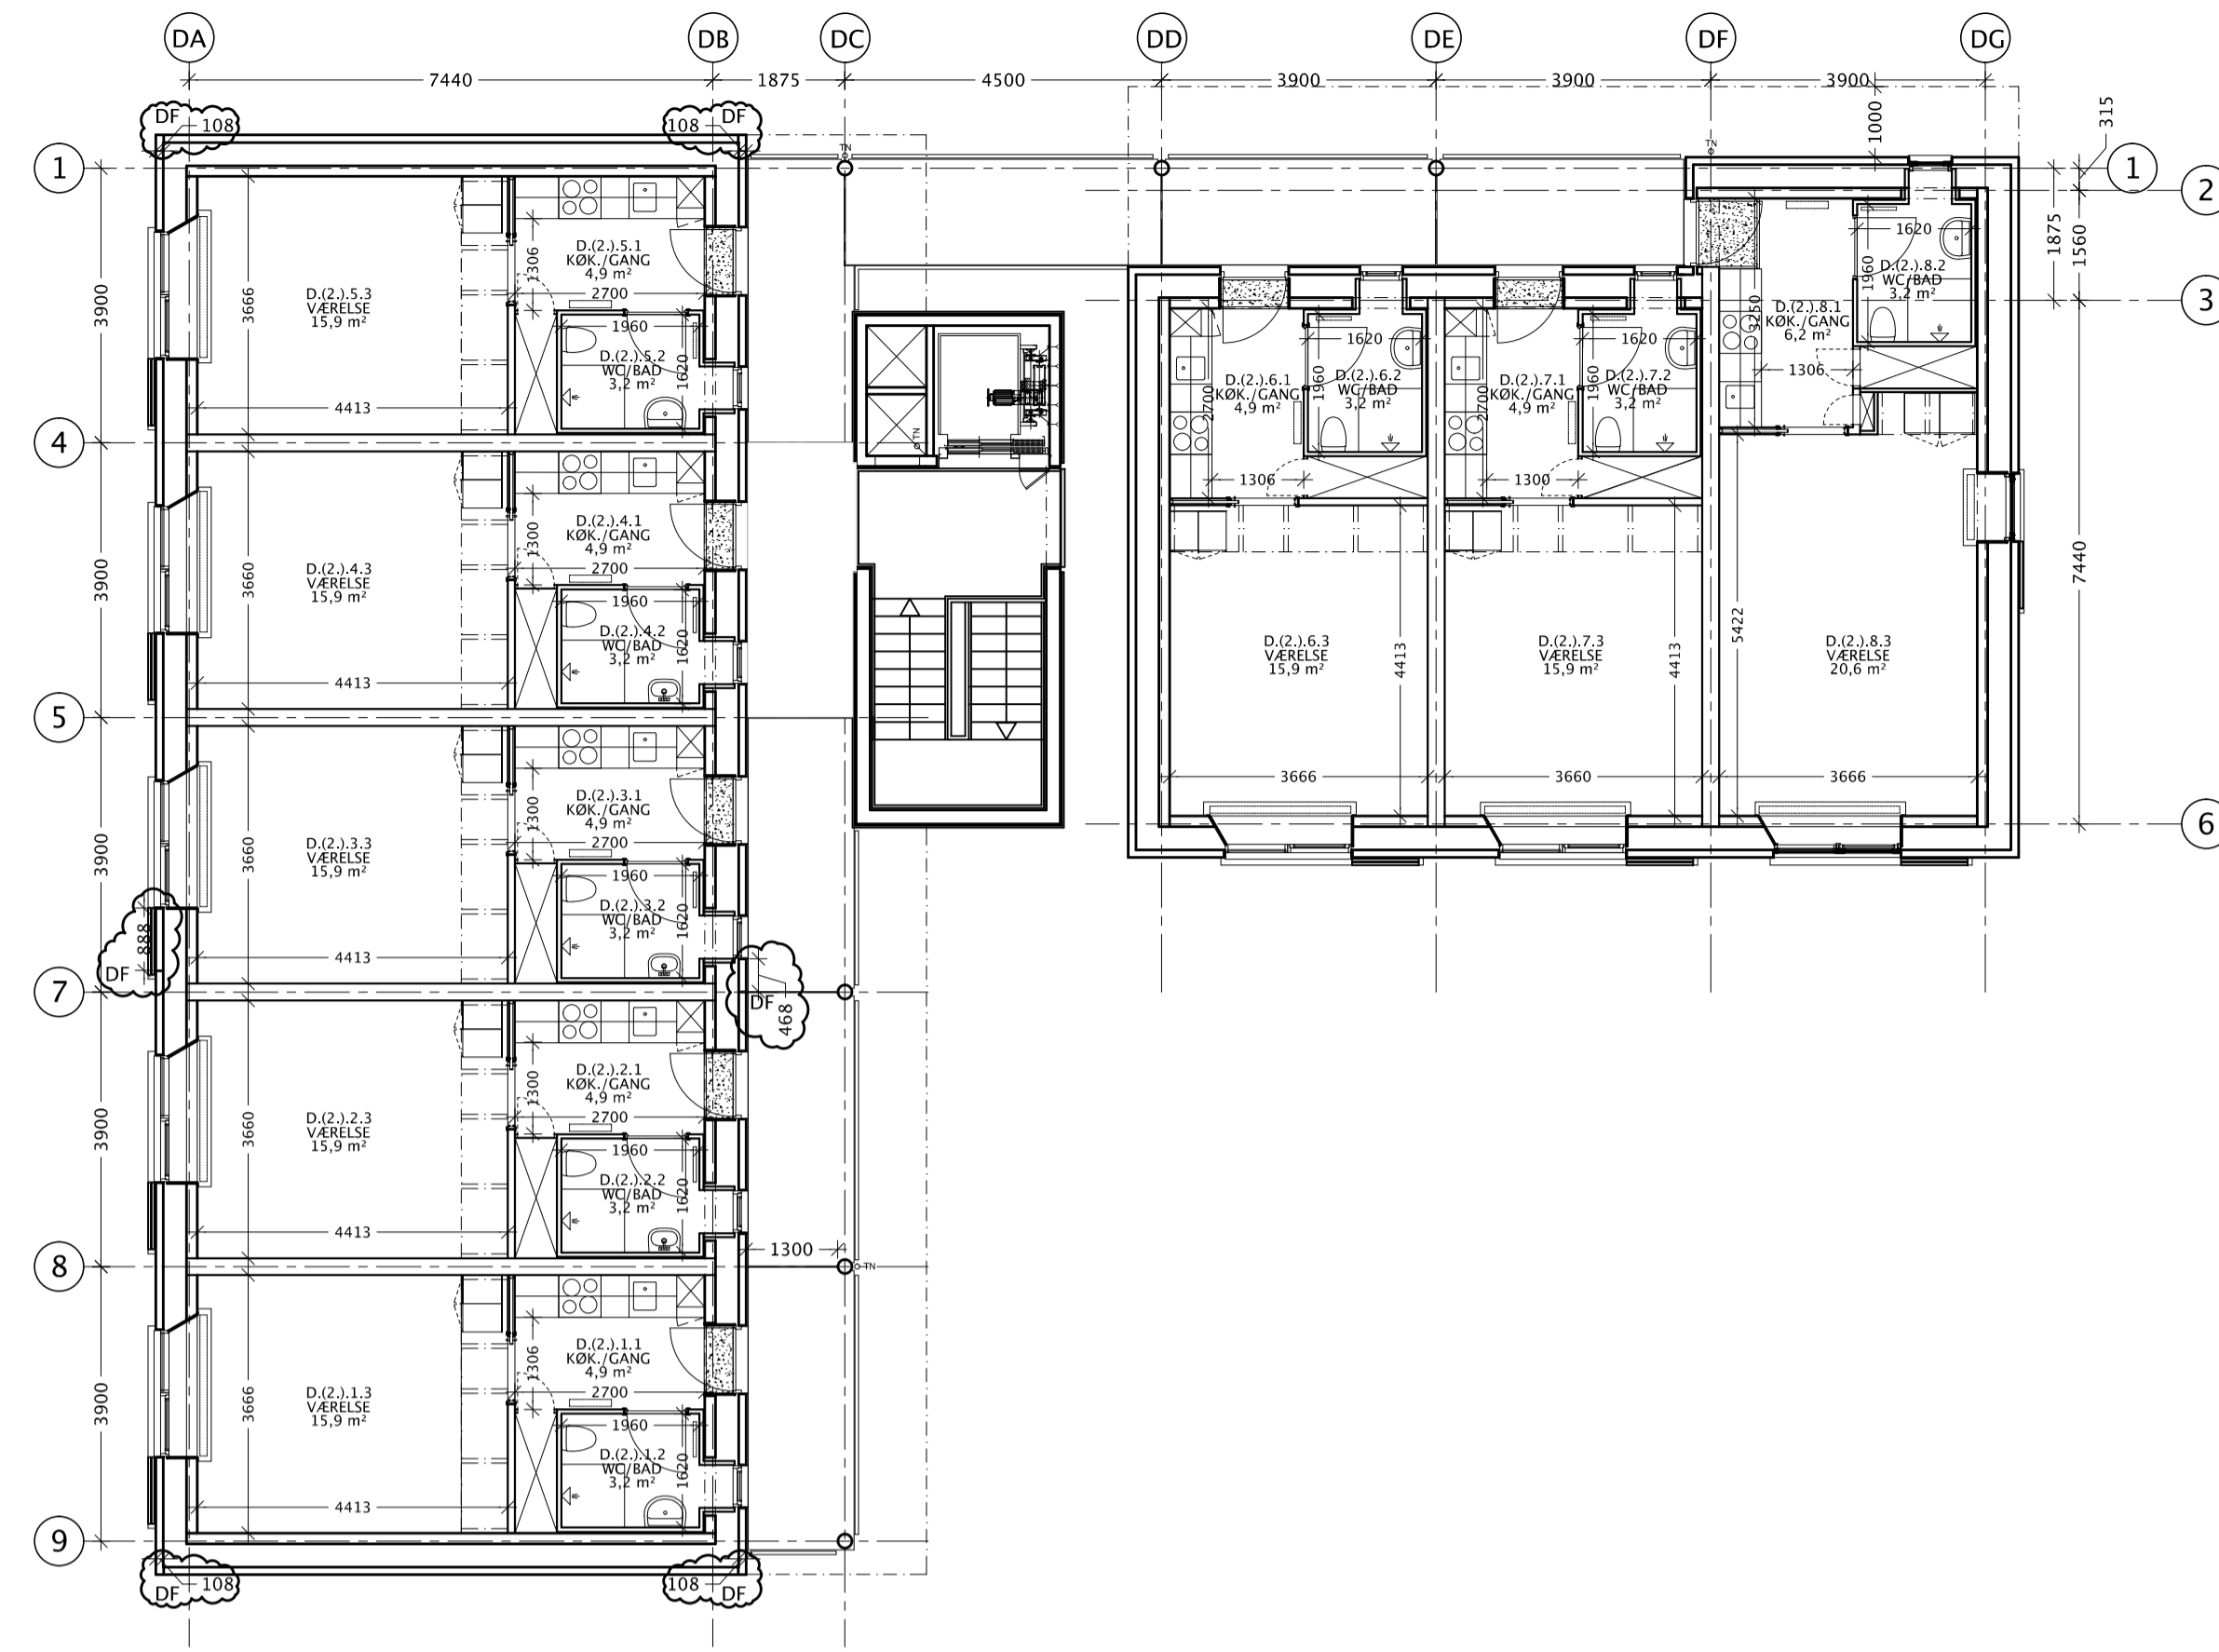 DA
DB
DC
DD
DE
DF
DG
7440
1875
4500
3900
3900
3900
DF
108
DF
108
TN
TN
1000
315
1
1
2
3
1875
1560
7440
6
3900
3666
D.(2.).5.3
VÆRELSE
15,9 m²
4413
1306
D.(2.).5.1
KØK./GANG
4,9 m²
2700
1960
D.(2.).5.2
WC/BAD
3,2 m²
1620
4
3900
3660
D.(2.).4.3
VÆRELSE
15,9 m²
4413
1300
D.(2.).4.1
KØK./GANG
4,9 m²
2700
1960
D.(2.).4.2
WC/BAD
3,2 m²
1620
5
3900
3660
D.(2.).3.3
VÆRELSE
15,9 m²
4413
1300
D.(2.).3.1
KØK./GANG
4,9 m²
2700
1960
D.(2.).3.2
WC/BAD
3,2 m²
1620
888
DF
DF
468
7
3900
3660
D.(2.).2.3
VÆRELSE
15,9 m²
4413
1300
D.(2.).2.1
KØK./GANG
4,9 m²
2700
1960
D.(2.).2.2
WC/BAD
3,2 m²
1620
8
1300
TN
3900
3666
D.(2.).1.3
VÆRELSE
15,9 m²
4413
1306
D.(2.).1.1
KØK./GANG
4,9 m²
2700
1960
D.(2.).1.2
WC/BAD
3,2 m²
1620
9
DF
108
108
DF
TN
D.(2.).6.1
KØK./GANG
4,9 m²
2700
1306
1960
1620
D.(2.).6.2
WC/BAD
3,2 m²
D.(2.).6.3
VÆRELSE
15,9 m²
4413
3666
D.(2.).7.1
KØK./GANG
4,9 m²
2700
1300
1960
1620
D.(2.).7.2
WC/BAD
3,2 m²
D.(2.).7.3
VÆRELSE
15,9 m²
4413
3660
D.(2.).8.1
KØK./GANG
6,2 m²
3250
1306
1960
1620
D.(2.).8.2
WC/BAD
3,2 m²
5422
D.(2.).8.3
VÆRELSE
20,6 m²
3666